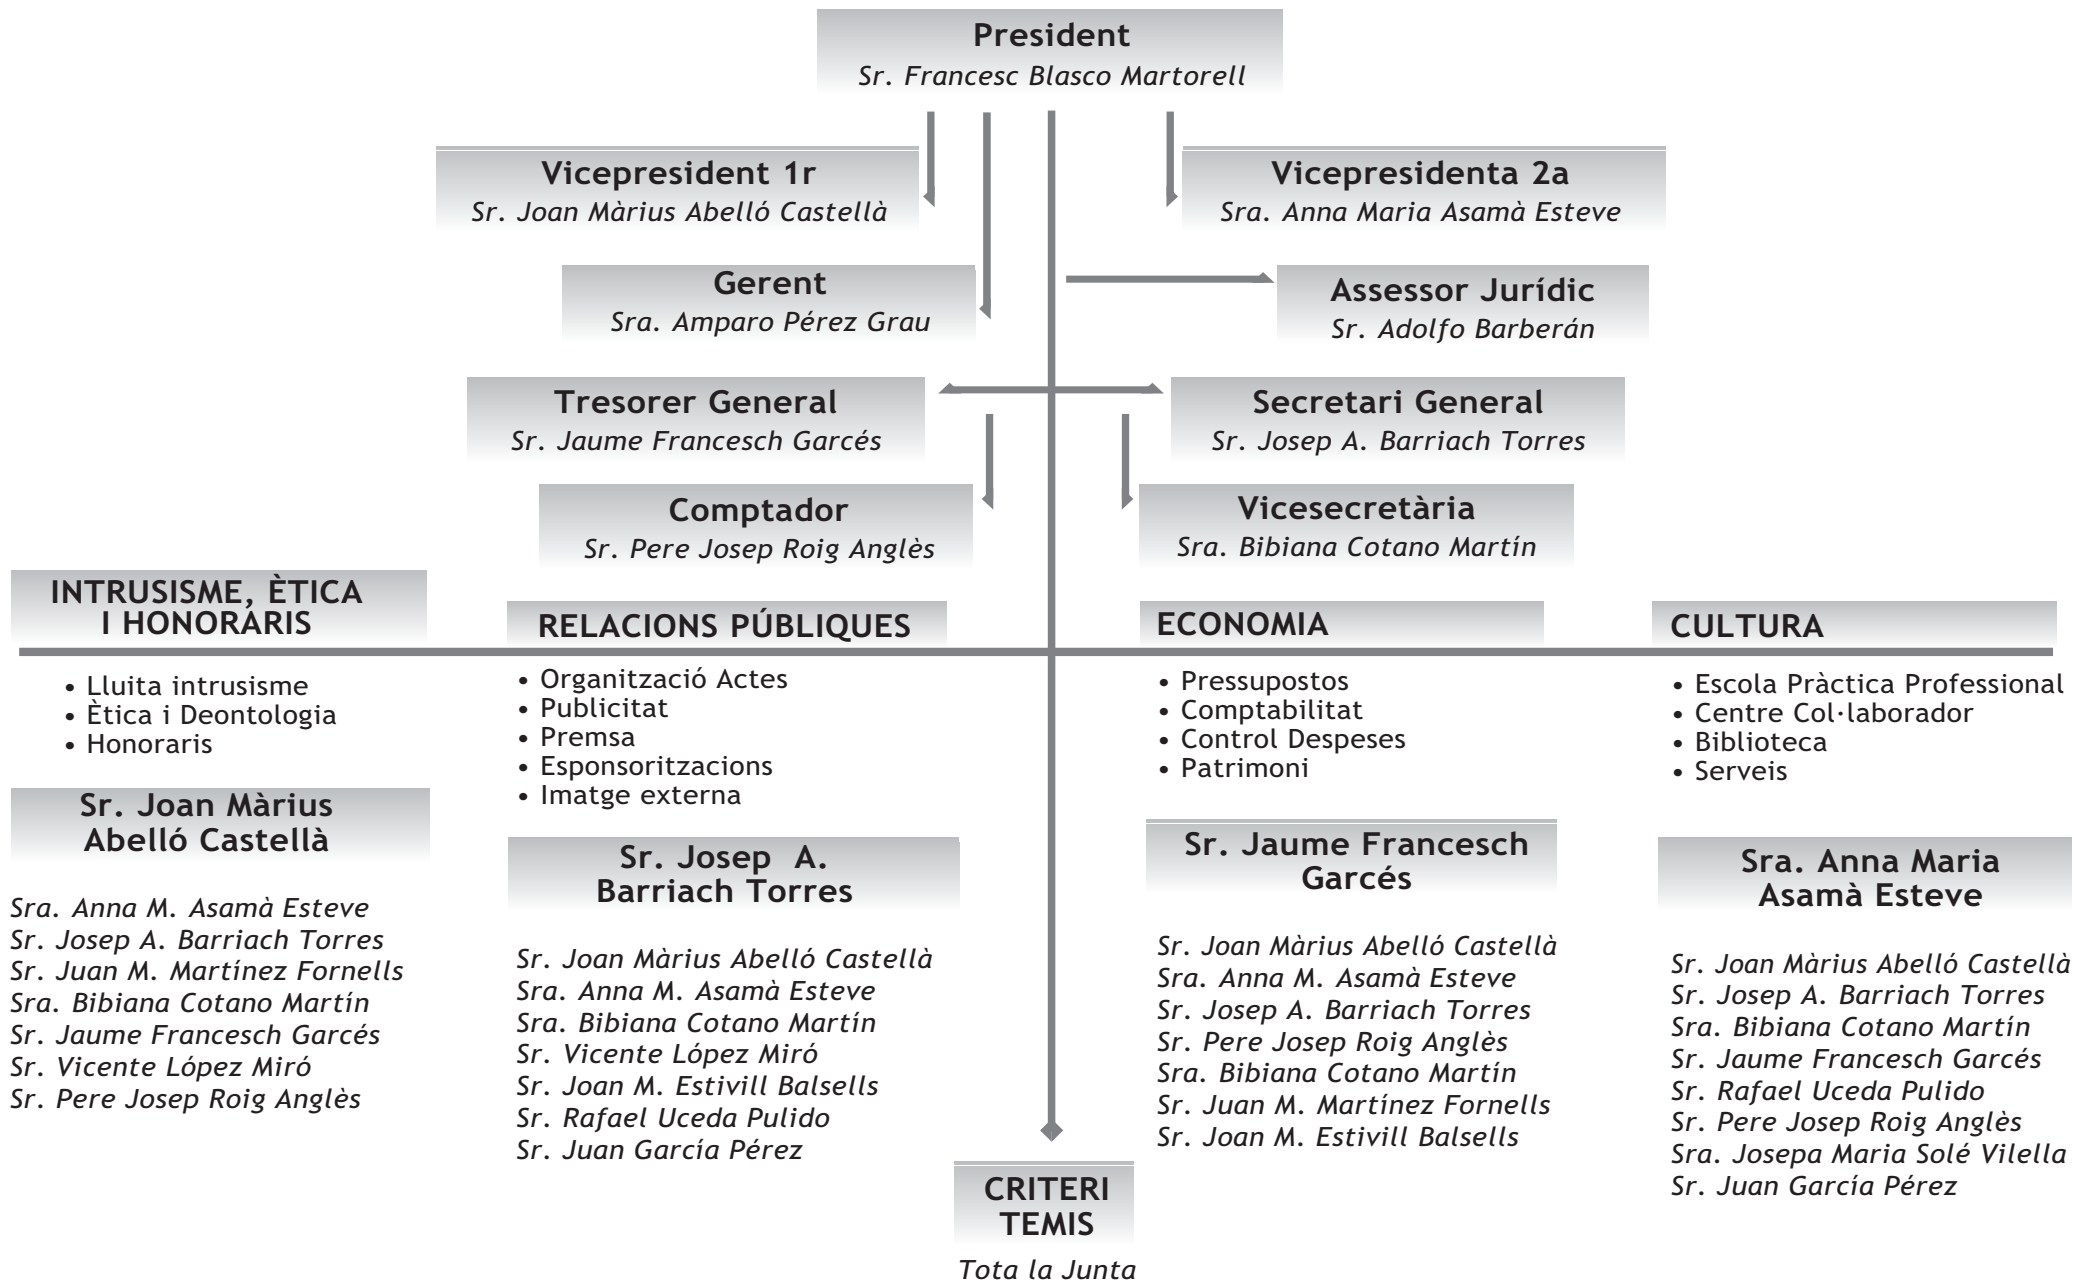 President
Sr. Francesc Blasco Martorell
Vicepresident 1r
Sr. Joan Màrius Abelló Castellà
Vicepresidenta 2a
Sra. Anna Maria Asamà Esteve
Gerent
Sra. Amparo Pérez Grau
Assessor Jurídic
Sr. Adolfo Barberán
Tresorer General
Sr. Jaume Francesch Garcés
Secretari General
Sr. Josep A. Barriach Torres
Comptador
Sr. Pere Josep Roig Anglès
Vicesecretària
Sra. Bibiana Cotano Martín
INTRUSISME, ÈTICA
I HONORARIS
• Lluita intrusisme
• Ètica i Deontologia
• Honoraris
Sr. Joan Màrius
Abelló Castellà
Sra. Anna M. Asamà Esteve
Sr. Josep A. Barriach Torres
Sr. Juan M. Martínez Fornells
Sra. Bibiana Cotano Martín
Sr. Jaume Francesch Garcés
Sr. Vicente López Miró
Sr. Pere Josep Roig Anglès
RELACIONS PÚBLIQUES
• Organització Actes
• Publicitat
• Premsa
• Esponsoritzacions
• Imatge externa
Sr. Josep A.
Barriach Torres
Sr. Joan Màrius Abelló Castellà
Sra. Anna M. Asamà Esteve
Sra. Bibiana Cotano Martín
Sr. Vicente López Miró
Sr. Joan M. Estivill Balsells
Sr. Rafael Uceda Pulido
Sr. Juan García Pérez
ECONOMIA
• Pressupostos
• Comptabilitat
• Control Despeses
• Patrimoni
Sr. Jaume Francesch
Garcés
Sr. Joan Màrius Abelló Castellà
Sra. Anna M. Asamà Esteve
Sr. Josep A. Barriach Torres
Sr. Pere Josep Roig Anglès
Sra. Bibiana Cotano Martín
Sr. Juan M. Martínez Fornells
Sr. Joan M. Estivill Balsells
CULTURA
• Escola Pràctica Professional
• Centre Col·laborador
• Biblioteca
• Serveis
Sra. Anna Maria
Asamà Esteve
Sr. Joan Màrius Abelló Castellà
Sr. Josep A. Barriach Torres
Sra. Bibiana Cotano Martín
Sr. Jaume Francesch Garcés
Sr. Rafael Uceda Pulido
Sr. Pere Josep Roig Anglès
Sra. Josepa Maria Solé Vilella
Sr. Juan García Pérez
CRITERI
TEMIS
Tota la Junta